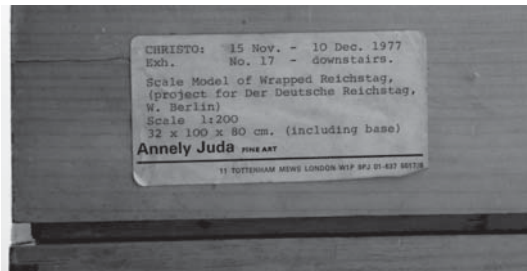 CHRISTO: 15 Nov. - 10 Dec. 1977
Exh. No. 17 - downstairs.
Scale Model of Wrapped Reichstag,
(project for Der Deutsche Reichstag,
W. Berlin)
Scale 1:200
32 x 100 x 80 cm. (including base)
Annely Juda FINE ART
11 TOTTENHAM MEWS LONDON W1P 9PJ 01-637 5517/8